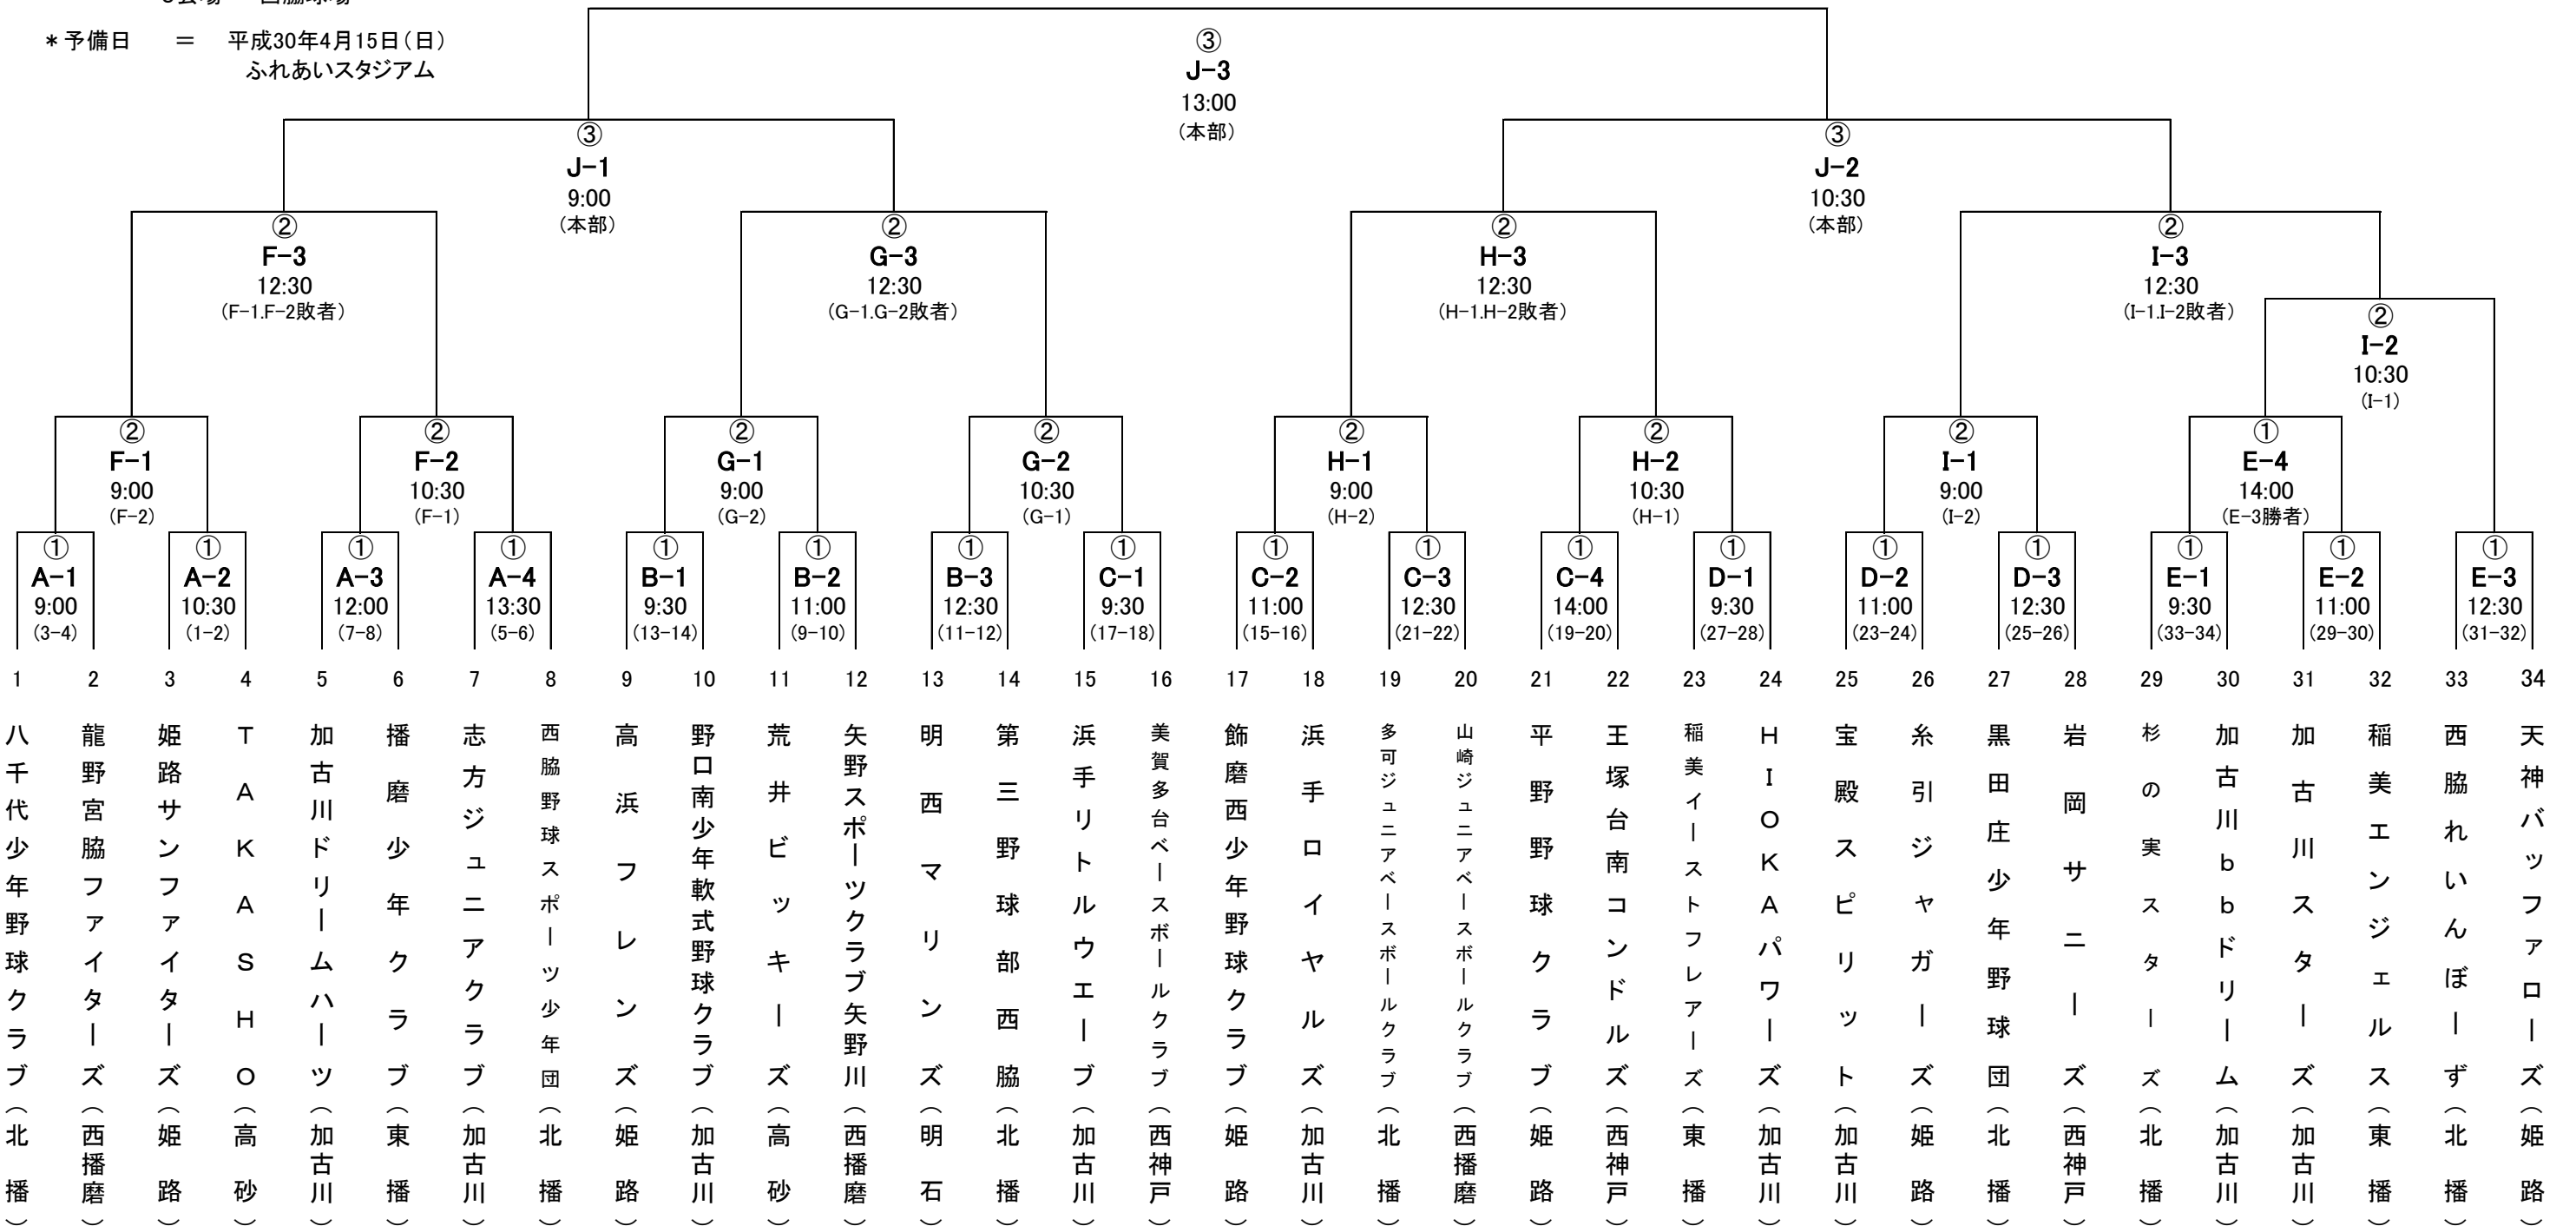 *予備日 = 平成30年4月15日(日)
ふれあいスタジアム
③
J-3
13:00
(本部)
③
J-1
9:00
(本部)
③
J-2
10:30
(本部)
②
F-3
12:30
(F-1.F-2敗者)
②
G-3
12:30
(G-1.G-2敗者)
②
H-3
12:30
(H-1.H-2敗者)
②
I-3
12:30
(I-1.I-2敗者)
②
I-2
10:30
(I-1)
②
F-1
9:00
(F-2)
②
F-2
10:30
(F-1)
②
G-1
9:00
(G-2)
②
G-2
10:30
(G-1)
②
H-1
9:00
(H-2)
②
H-2
10:30
(H-1)
②
I-1
9:00
(I-2)
①
E-4
14:00
(E-3勝者)
①
A-1
9:00
(3-4)
①
A-2
10:30
(1-2)
①
A-3
12:00
(7-8)
①
A-4
13:30
(5-6)
①
B-1
9:30
(13-14)
①
B-2
11:00
(9-10)
①
B-3
12:30
(11-12)
①
C-1
9:30
(17-18)
①
C-2
11:00
(15-16)
①
C-3
12:30
(21-22)
①
C-4
14:00
(19-20)
①
D-1
9:30
(27-28)
①
D-2
11:00
(23-24)
①
D-3
12:30
(25-26)
①
E-1
9:30
(33-34)
①
E-2
11:00
(29-30)
①
E-3
12:30
(31-32)
1 八千代少年野球クラブ(北播)
2 龍野宮脇ファイターズ(西播磨)
3 姫路サンファイターズ(姫路)
4 TAKASHO(高砂)
5 加古川ドリームハーツ(加古川)
6 播磨少年クラブ(東播)
7 志方ジュニアクラブ(加古川)
8 西脇野球スポーツ少年団(北播)
9 高浜フレンズ(姫路)
10 野口南少年軟式野球クラブ(加古川)
11 荒井ビッキーズ(高砂)
12 矢野スポーツクラブ矢野川(西播磨)
13 明西マリンズ(明石)
14 第三野球部西脇(北播)
15 浜手リトルウエーブ(加古川)
16 美賀多台ベースボールクラブ(西神戸)
17 飾磨西少年野球クラブ(姫路)
18 浜手ロイヤルズ(加古川)
19 多可ジュニアベースボールクラブ(北播)
20 山崎ジュニアベースボールクラブ(西播磨)
21 平野野球クラブ(姫路)
22 王塚台南コンドルズ(西神戸)
23 稲美イーストフレアーズ(東播)
24 HIOKAパワーズ(加古川)
25 宝殿スピリッツト(加古川)
26 糸引ジャガーズ(姫路)
27 黒田庄少年野球団(北播)
28 岩岡サニーズ(西神戸)
29 杉の実スターズ(北播)
30 加古川bbドリーム(加古川)
31 加古川スターズ(加古川)
32 稲美エンジェルス(東播)
33 西脇れいんぼーず(北播)
34 天神バッファローズ(姫路)